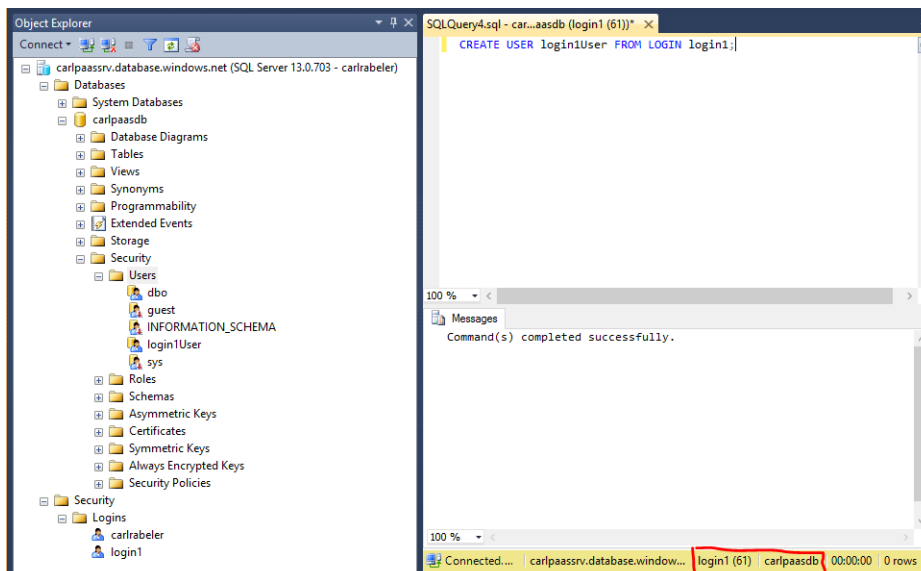 Object Explorer
Connect
carlpaassrv.database.windows.net (SQL Server 13.0.703 - carlrabeler)
Databases
System Databases
carlpaasdb
Database Diagrams
Tables
Views
Synonyms
Programmability
Extended Events
Storage
Security
Users
dbo
guest
INFORMATION_SCHEMA
login1User
sys
Roles
Schemas
Asymmetric Keys
Certificates
Symmetric Keys
Always Encrypted Keys
Security Policies
Security
Logins
carlrabeler
login1
SQLQuery4.sql - car...aasdb (login1 (61))*
CREATE USER login1User FROM LOGIN login1;
100 %
Messages
Command(s) completed successfully.
100 %
Connected.... carlpaassrv.database.window... login1 (61) carlpaasdb 00:00:00 0 rows